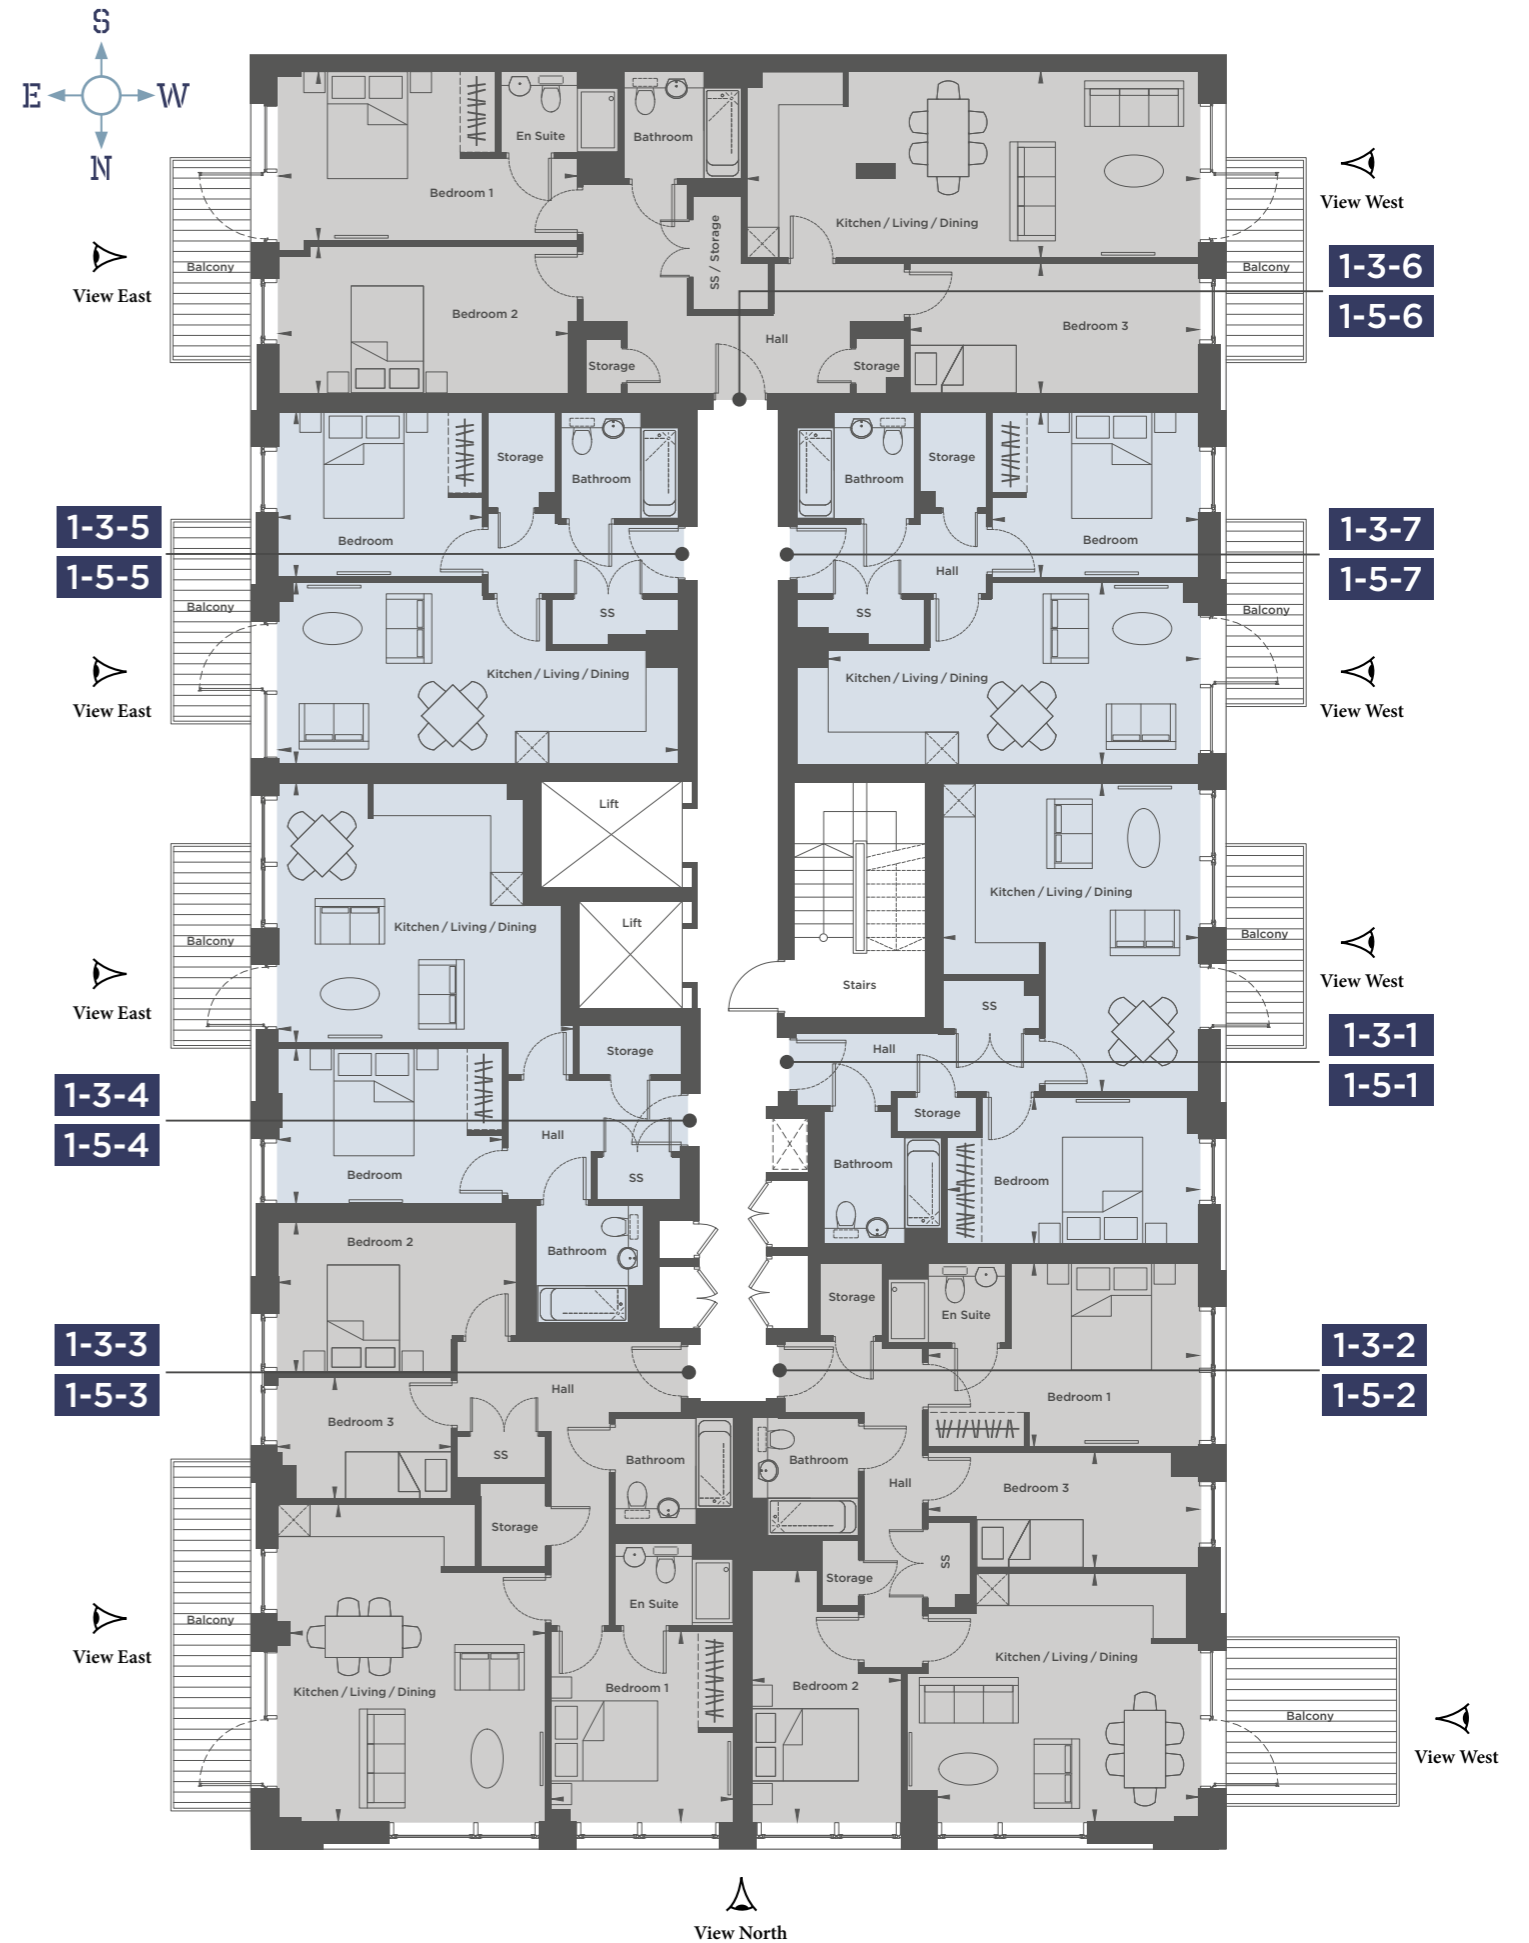 S
E
W
N
En Suite
Bathroom
Bedroom 1
Kitchen / Living / Dining
SS / Storage
View West
View East
Balcony
Balcony
1-3-6
1-5-6
Bedroom 2
Bedroom 3
Hall
Storage
Storage
Storage
Bathroom
Bathroom
Storage
1-3-5
1-5-5
Bedroom
Bedroom
1-3-7
1-5-7
Hall
Balcony
SS
SS
Balcony
Kitchen / Living / Dining
Kitchen / Living / Dining
View East
View West
Lift
Kitchen / Living / Dining
Lift
Kitchen / Living / Dining
Balcony
Balcony
View East
View West
Stairs
SS
1-3-1
1-5-1
Storage
Hall
1-3-4
1-5-4
Storage
Hall
Bedroom
SS
Bathroom
Bedroom
Bedroom 2
Bathroom
Storage
En Suite
1-3-3
1-5-3
1-3-2
1-5-2
Hall
Bedroom 1
Bedroom 3
SS
Bathroom
Bathroom
Hall
Bedroom 3
Storage
SS
Storage
En Suite
Balcony
View East
Kitchen / Living / Dining
Bedroom 1
Bedroom 2
Kitchen / Living / Dining
Balcony
View West
View North